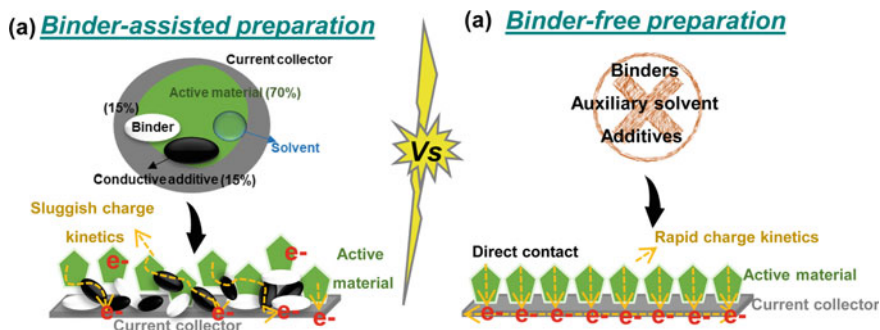 (a) Binder-assisted preparation
Current collector
Active material (70%)
(15%)
Binder
Solvent
Conductive additive (15%)
Sluggish charge
kinetics
e-
e-
Active
material
e-
e-
e-
e-
Current collector
Vs
(a) Binder-free preparation
Binders
Auxiliary solvent
Additives
Rapid charge kinetics
Direct contact
Active material
Current collector
e- e- e- e- e- e- e- e-